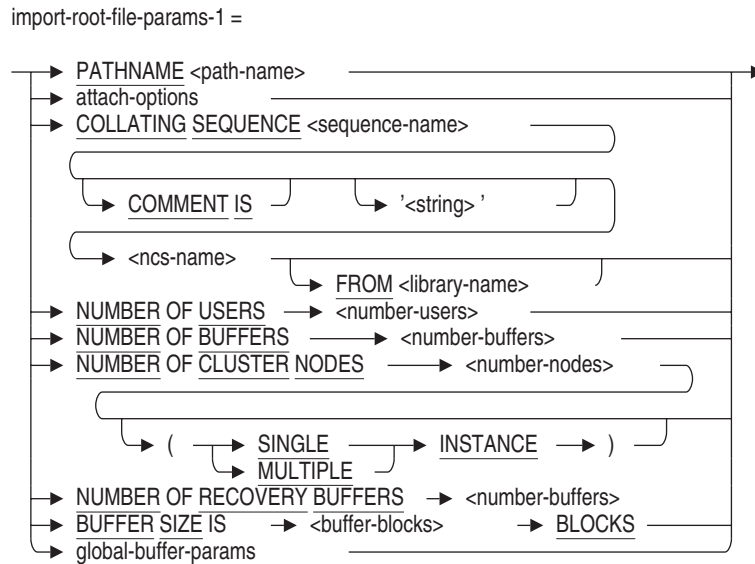 import-root-file-params-1 =
PATHNAME <path-name>
attach-options
COLLATING SEQUENCE <sequence-name>
COMMENT IS '<string> '
<ncs-name>
FROM <library-name>
NUMBER OF USERS <number-users>
NUMBER OF BUFFERS <number-buffers>
NUMBER OF CLUSTER NODES <number-nodes>
( SINGLE INSTANCE )
MULTIPLE
NUMBER OF RECOVERY BUFFERS <number-buffers>
BUFFER SIZE IS <buffer-blocks> BLOCKS
global-buffer-params